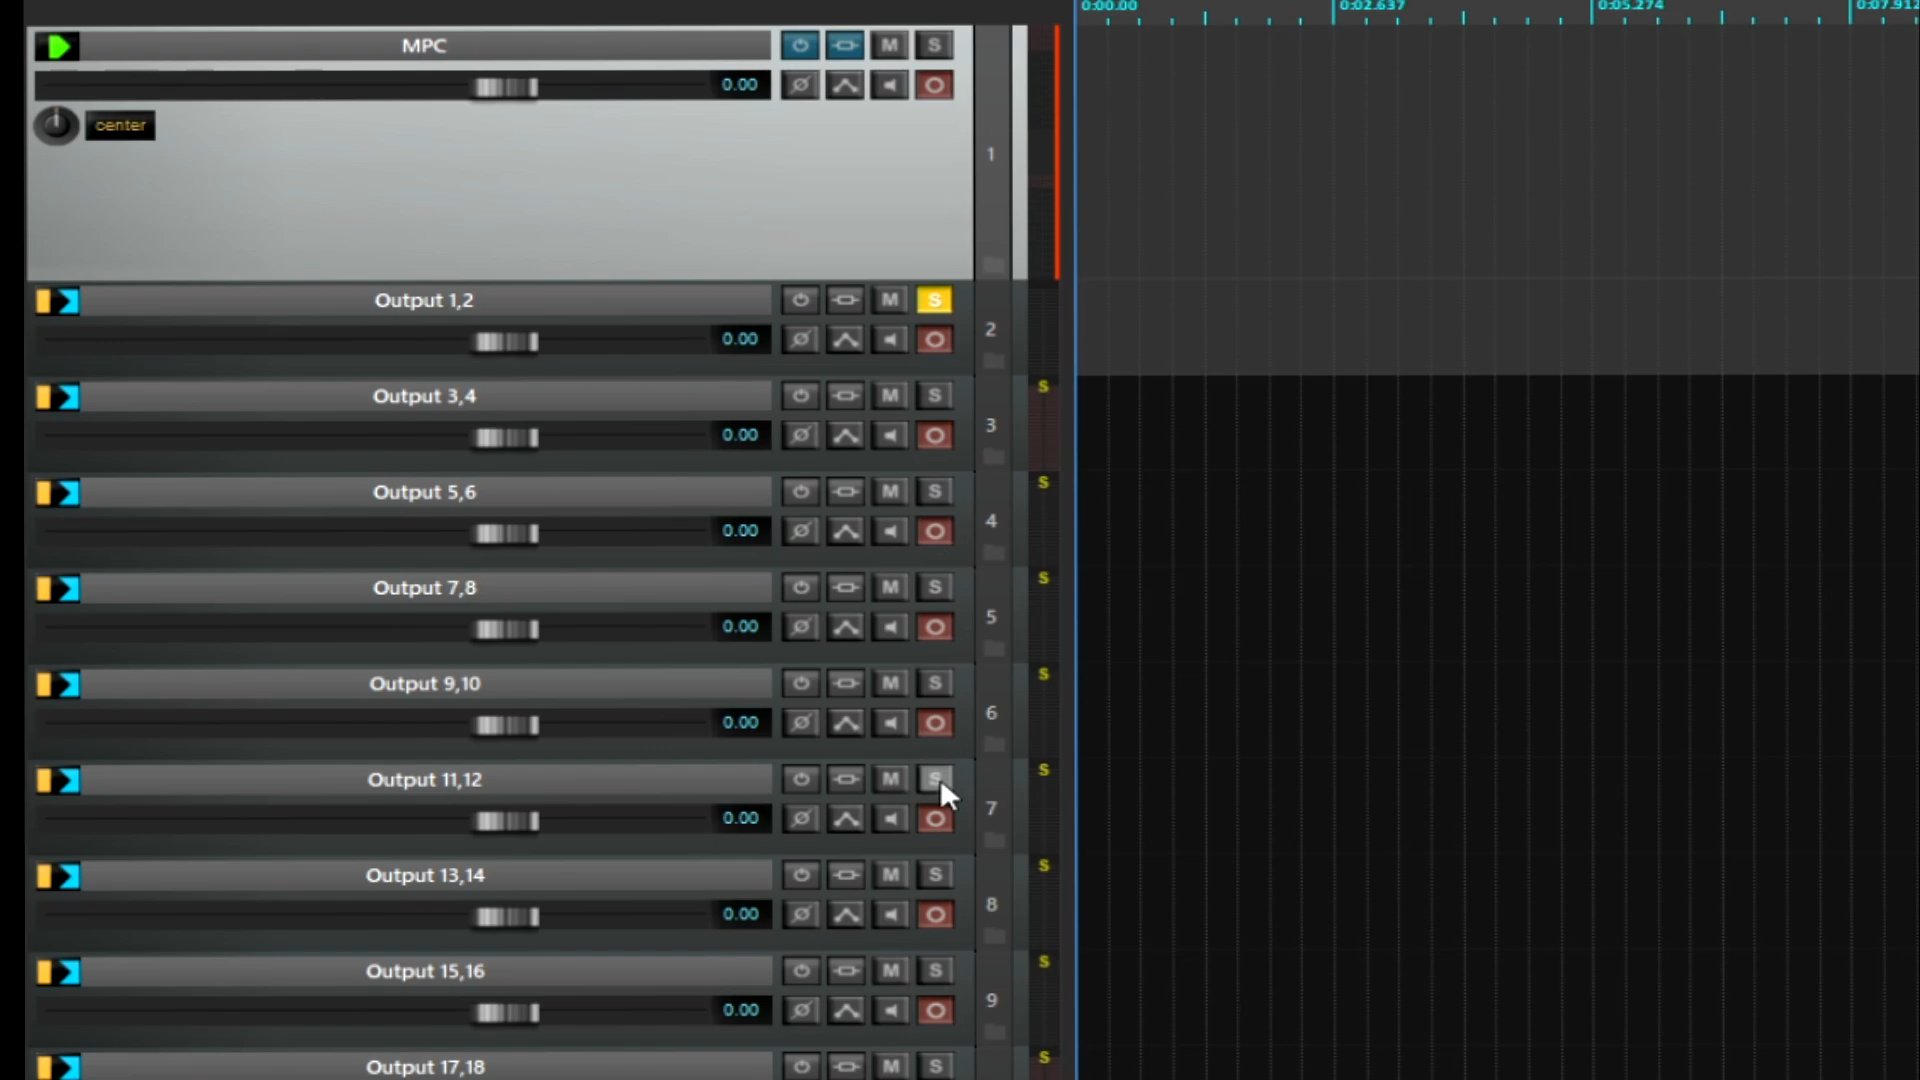 0:00.00 0:02.637 0:05.274 0:07.912
MPC M S
0.00
center
1
Output 1,2 M S
0.00
2
Output 3,4 M S
S
0.00
3
Output 5,6 M S
S
0.00
4
Output 7,8 M S
S
0.00
5
Output 9,10 M S
S
0.00
6
Output 11,12 M S
S
0.00
7
Output 13,14 M S
S
0.00
8
Output 15,16 M S
S
0.00
9
Output 17,18 M S
S